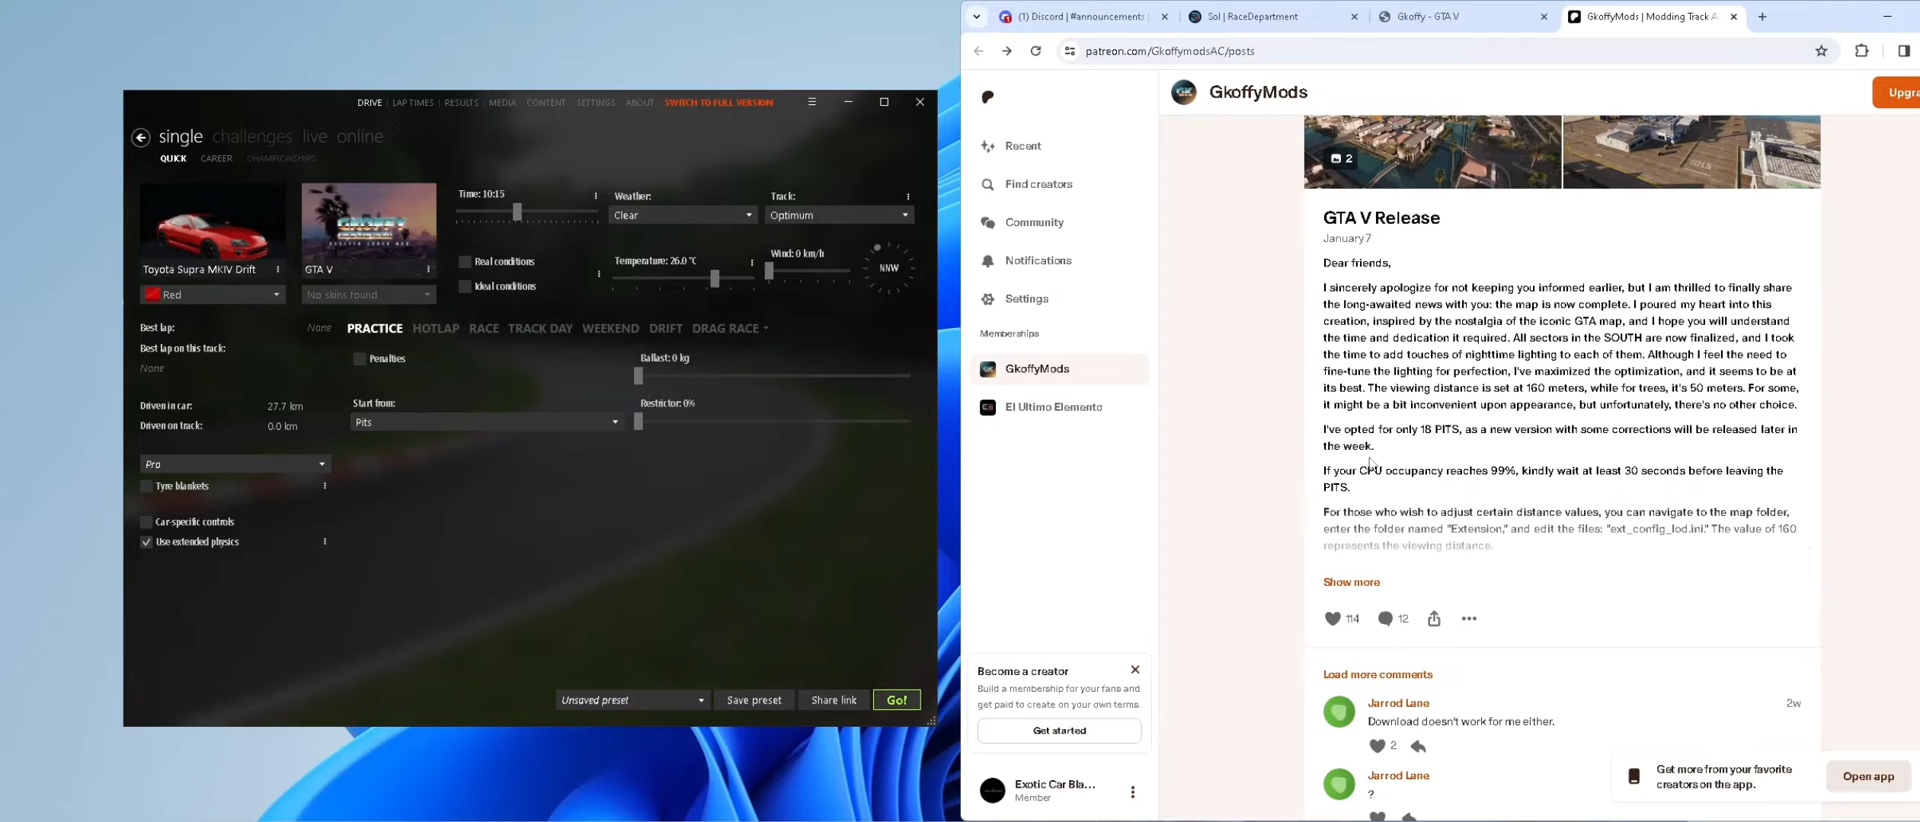 DRIVE LAP TIMES RESULTS MEDIA CONTENT SETTINGS ABOUT SWITCH TO FULL VERSION
single challenges live online
QUICK CAREER CHAMPIONSHIPS
Toyota Supra MKIV Drift
GTA V
Red
No skins found
Time: 10:15
Real conditions
Ideal conditions
Weather:
Clear
Track:
Optimum
Temperature: 26.0 °C
Wind: 0 km/h
NNW
Best lap: None
Best lap on this track:
None
Driven in car: 27.7 km
Driven on track: 0.0 km
Pro
Tyre blankets
Car-specific controls
Use extended physics
PRACTICE HOTLAP RACE TRACK DAY WEEKEND DRIFT DRAG RACE
Penalties
Ballast: 0 kg
Start from:
Pits
Restrictor: 0%
Unsaved preset
Save preset
Share link
Go!
(1) Discord | #announcements |
Sol | RaceDepartment
Gkoffy - GTA V
GkoffyMods | Modding Track A
patreon.com/GkoffymodsAC/posts
Recent
Find creators
Community
Notifications
Settings
Memberships
GkoffyMods
El Ultimo Elemento
Become a creator
Build a membership for your fans and
get paid to create on your own terms.
Get started
Exotic Car Bla...
Member
GkoffyMods
Upgra
2
GTA V Release
January 7
Dear friends,
I sincerely apologize for not keeping you informed earlier, but I am thrilled to finally share
the long-awaited news with you: the map is now complete. I poured my heart into this
creation, inspired by the nostalgia of the iconic GTA map, and I hope you will understand
the time and dedication it required. All sectors in the SOUTH are now finalized, and I took
the time to add touches of nighttime lighting to each of them. Although I feel the need to
fine-tune the lighting for perfection, I've maximized the optimization, and it seems to be at
its best. The viewing distance is set at 160 meters, while for trees, it's 50 meters. For some,
it might be a bit inconvenient upon appearance, but unfortunately, there's no other choice.
I've opted for only 18 PITS, as a new version with some corrections will be released later in
the week.
If your CPU occupancy reaches 99%, kindly wait at least 30 seconds before leaving the
PITS.
For those who wish to adjust certain distance values, you can navigate to the map folder,
enter the folder named "Extension," and edit the files: "ext_config_lod.ini." The value of 160
represents the viewing distance.
Show more
114
12
Load more comments
Jarrod Lane
2w
Download doesn't work for me either.
2
Jarrod Lane
?
Get more from your favorite
creators on the app.
Open app